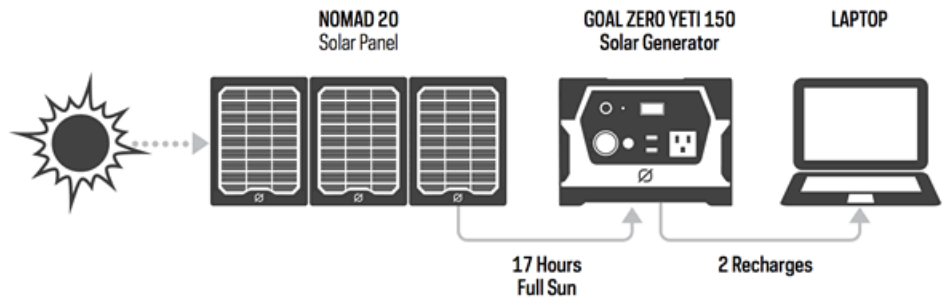 NOMAD 20
Solar Panel
GOAL ZERO YETI 150
Solar Generator
LAPTOP
17 Hours
Full Sun
2 Recharges